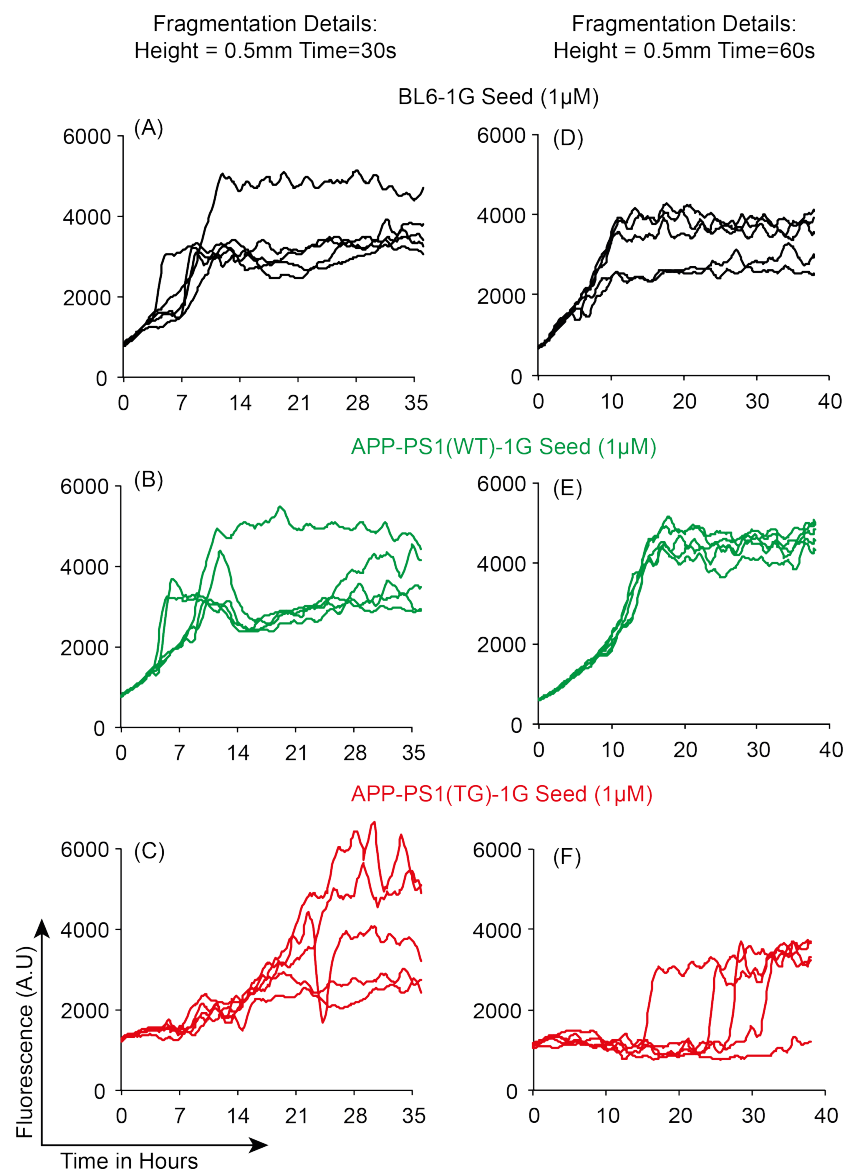 Fragmentation Details:
Height = 0.5mm Time=30s
Fragmentation Details:
Height = 0.5mm Time=60s
BL6-1G Seed (1µM)
(A)
6000
4000
2000
0
0 7 14 21 28 35
(D)
6000
4000
2000
0
0 10 20 30 40
APP-PS1(WT)-1G Seed (1µM)
(B)
6000
4000
2000
0
0 7 14 21 28 35
(E)
6000
4000
2000
0
0 10 20 30 40
APP-PS1(TG)-1G Seed (1µM)
(C)
6000
4000
2000
0
0 7 14 21 28 35
(F)
6000
4000
2000
0
0 10 20 30 40
Fluorescence (A.U)
Time in Hours